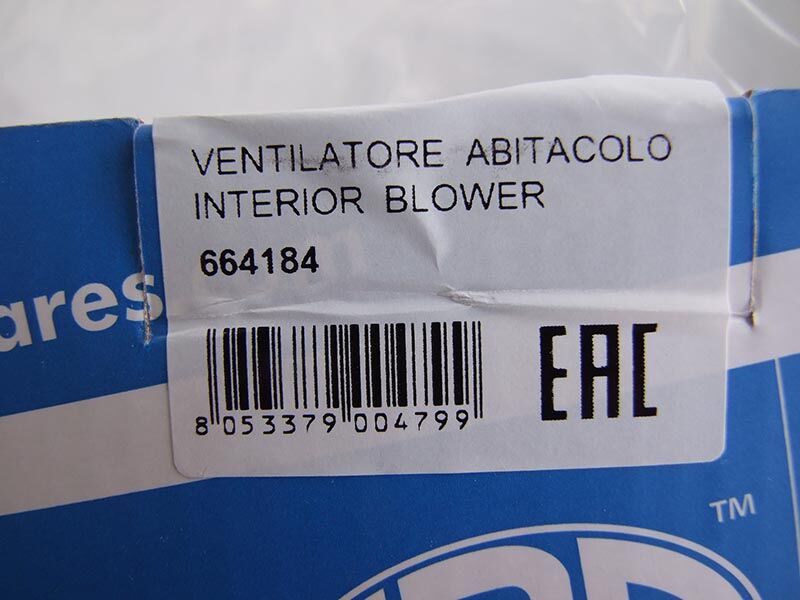 VENTILATORE ABITACOLO
INTERIOR BLOWER
664184
ares
8 053379 004799
EAC
TM